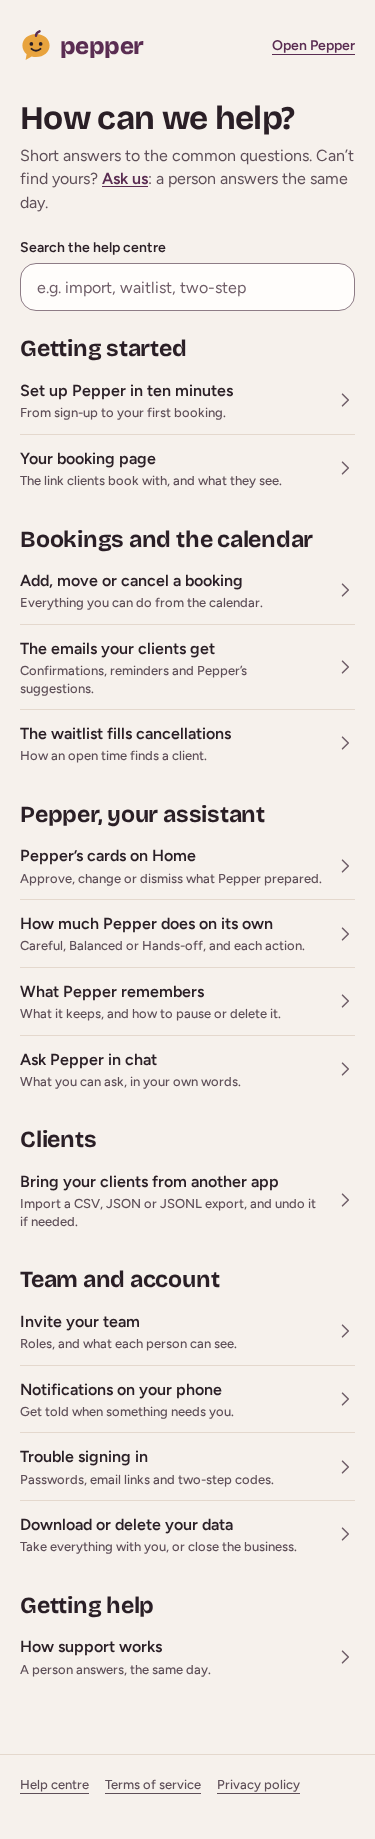 pepper
Open Pepper
How can we help?
Short answers to the common questions. Can’t
find yours? Ask us: a person answers the same
day.
Search the help centre
e.g. import, waitlist, two-step
Getting started
Set up Pepper in ten minutes
From sign-up to your first booking.
Your booking page
The link clients book with, and what they see.
Bookings and the calendar
Add, move or cancel a booking
Everything you can do from the calendar.
The emails your clients get
Confirmations, reminders and Pepper’s
suggestions.
The waitlist fills cancellations
How an open time finds a client.
Pepper, your assistant
Pepper’s cards on Home
Approve, change or dismiss what Pepper prepared.
How much Pepper does on its own
Careful, Balanced or Hands-off, and each action.
What Pepper remembers
What it keeps, and how to pause or delete it.
Ask Pepper in chat
What you can ask, in your own words.
Clients
Bring your clients from another app
Import a CSV, JSON or JSONL export, and undo it
if needed.
Team and account
Invite your team
Roles, and what each person can see.
Notifications on your phone
Get told when something needs you.
Trouble signing in
Passwords, email links and two-step codes.
Download or delete your data
Take everything with you, or close the business.
Getting help
How support works
A person answers, the same day.
Help centre
Terms of service
Privacy policy